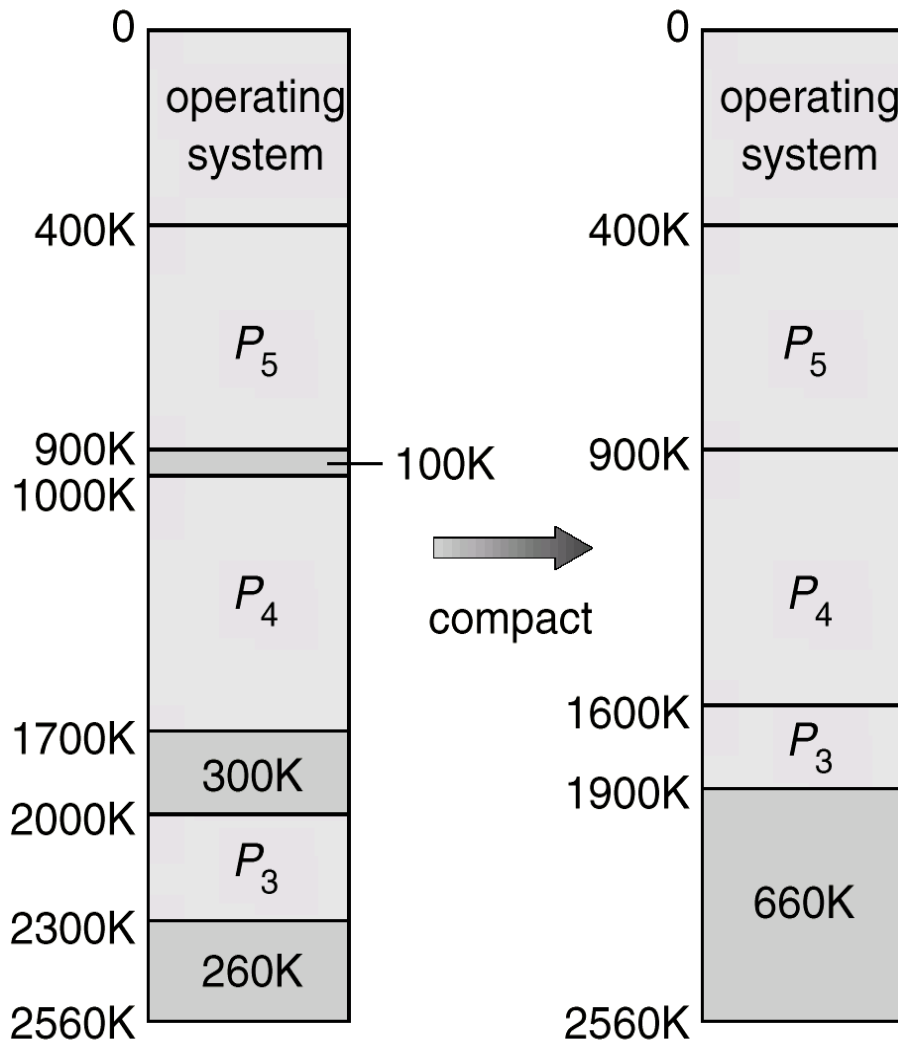 0
operating
system
400K
P5
900K
100K
1000K
P4
1700K
300K
2000K
P3
2300K
260K
2560K
compact
0
operating
system
400K
P5
900K
P4
1600K
P3
1900K
660K
2560K